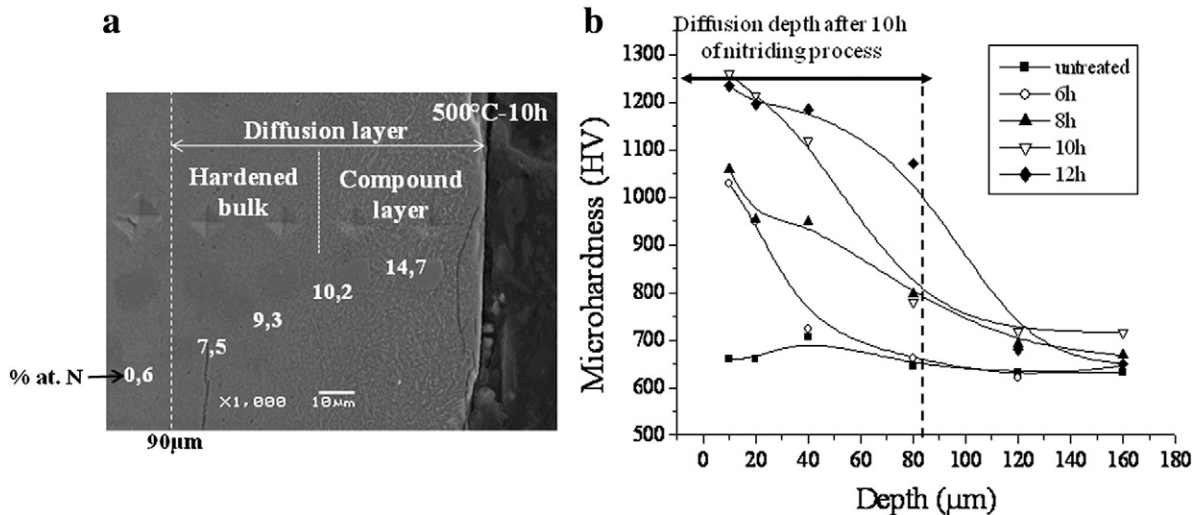 a
500°C-10h
Diffusion layer
Hardened
bulk
Compound
layer
14,7
10,2
9,3
7,5
% at. N
0,6
×1,000
10μm
90μm
b
Diffusion depth after 10h
of nitriding process
untreated
6h
8h
10h
12h
Microhardness (HV)
1300
1200
1100
1000
900
800
700
600
500
0 20 40 60 80 100 120 140 160 180
Depth (μm)